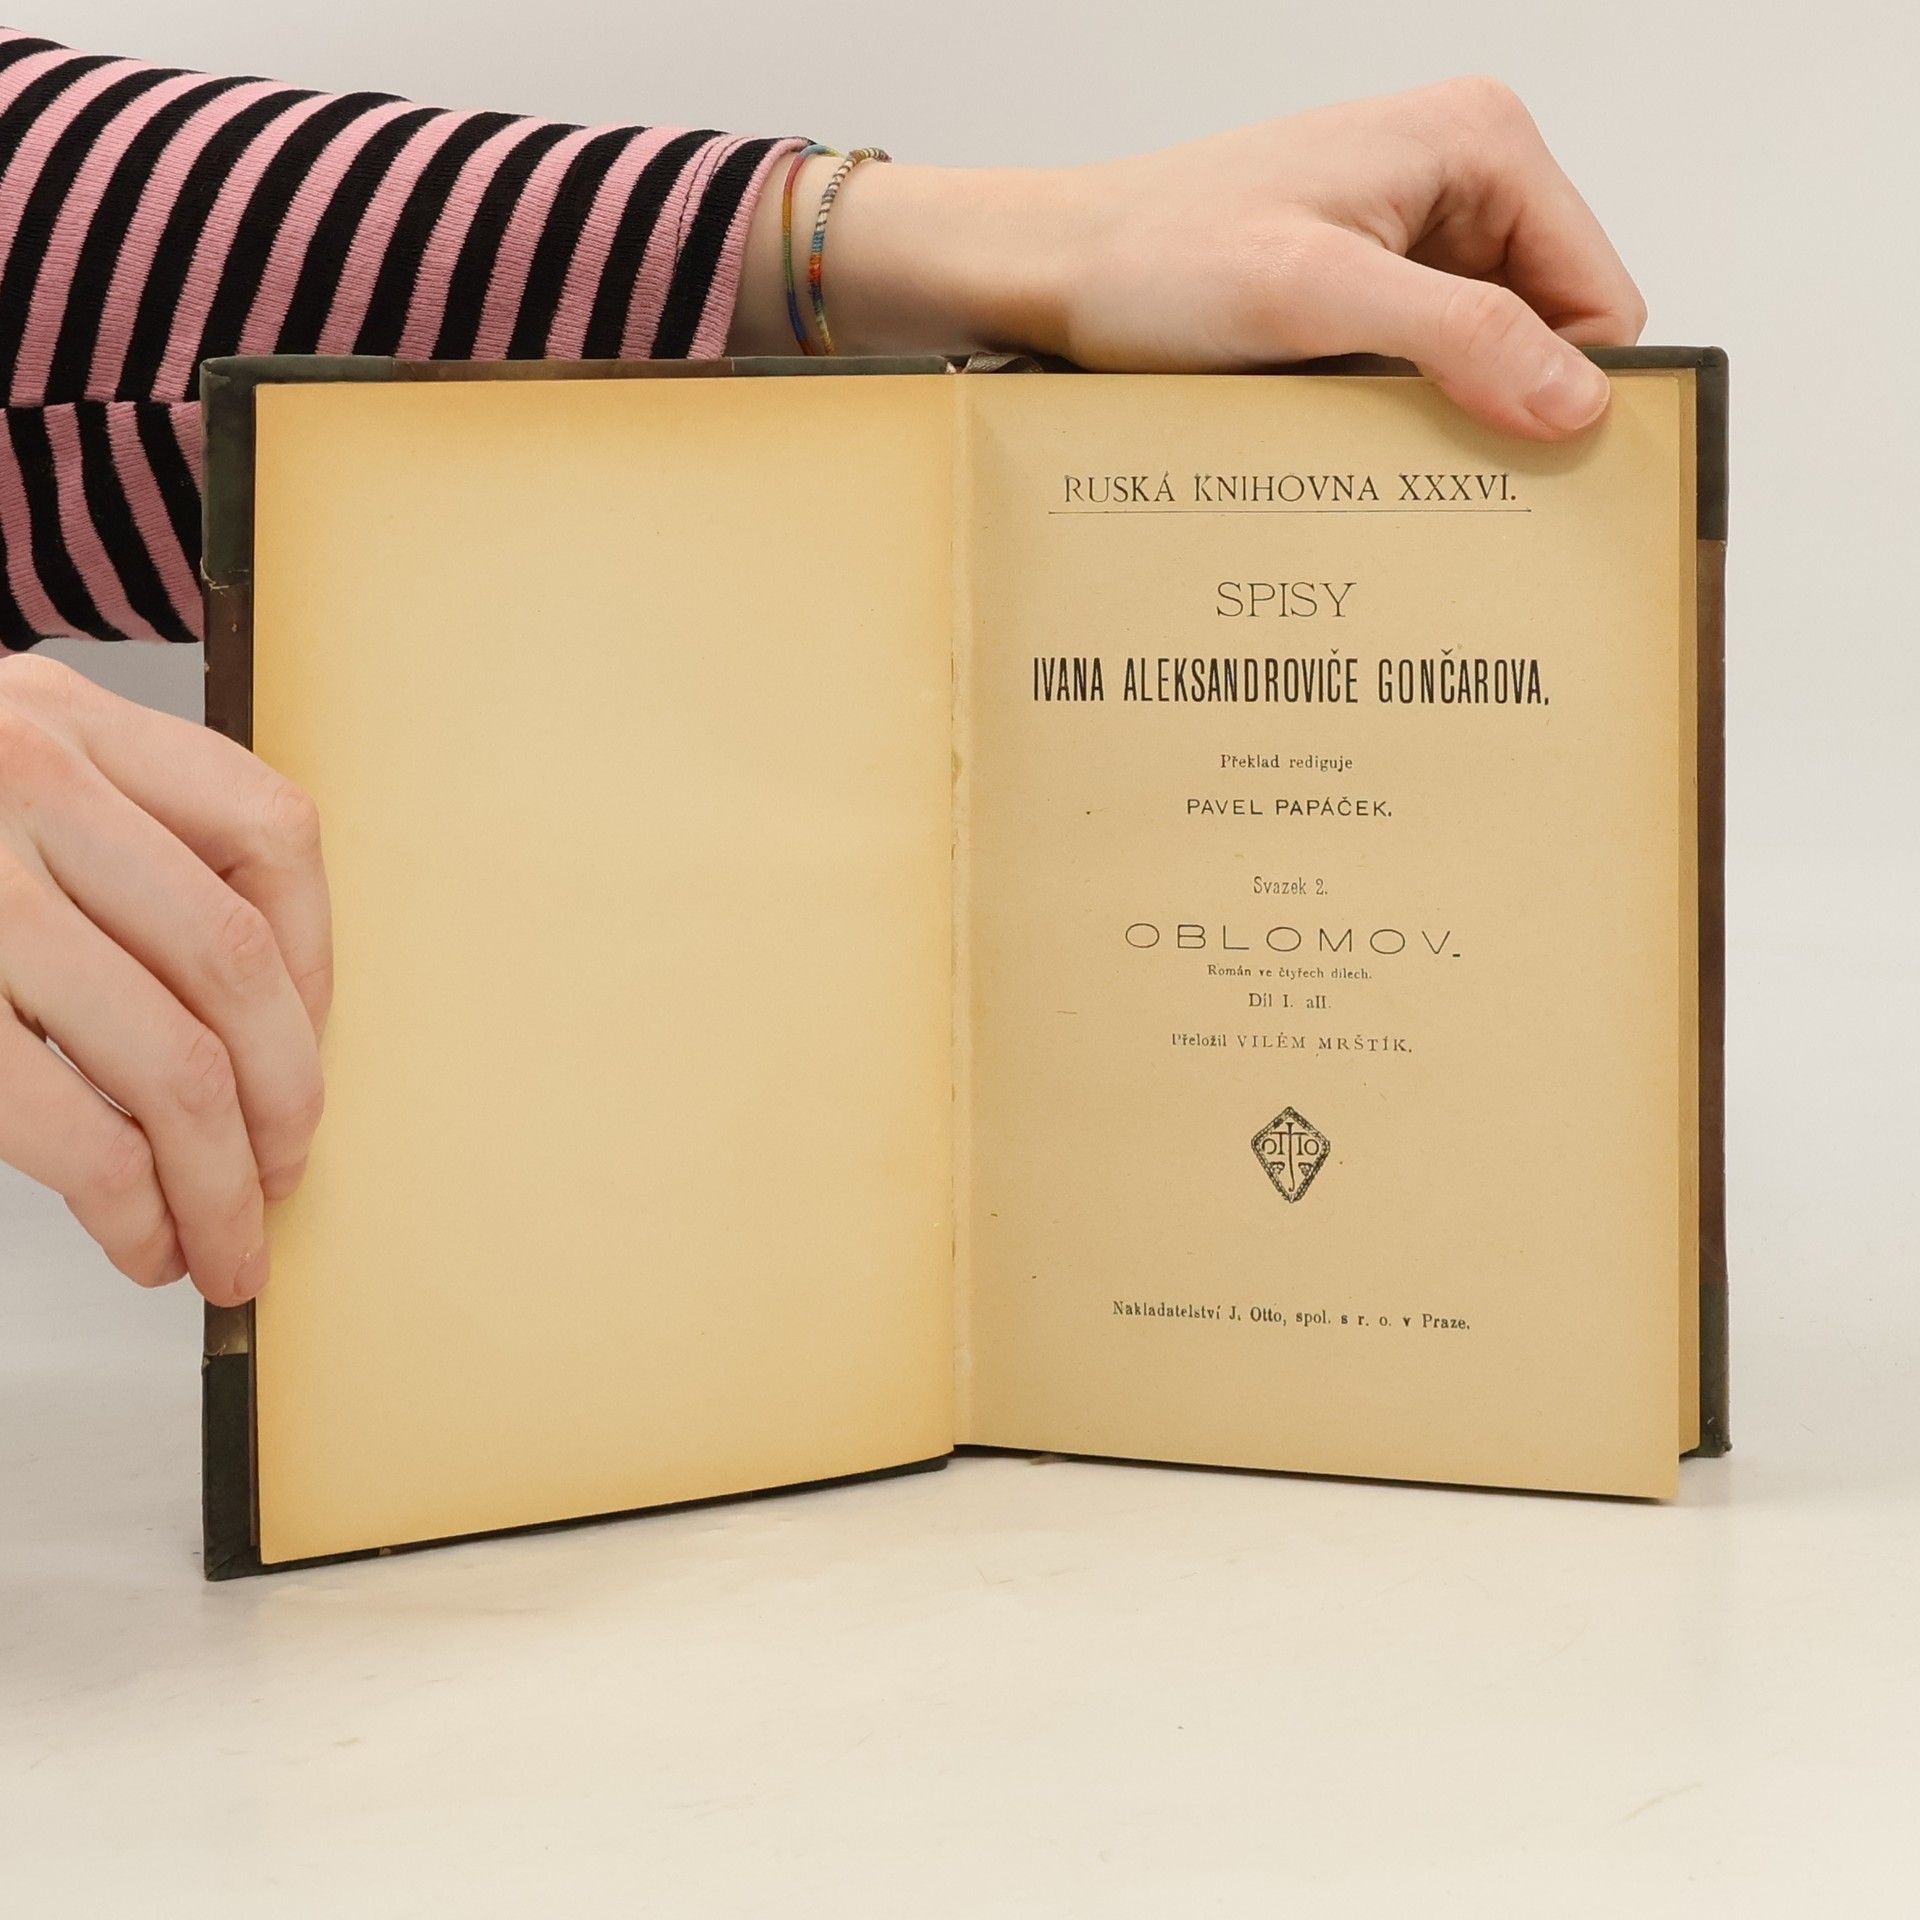 RUSKÁ KNIHOVNA XXXVI.
SPISY
IVANA ALEKSANDROVIČE GONČAROVA.
Překlad rediguje
PAVEL PAPÁČEK.
Svazek 2.
OBLOMOV.
Román ve čtyřech dílech.
Díl I. aII.
Přeložil VILÉM MRŠTÍK.
OTTO
Nakladatelství J. Otto, spol. s r. o. v Praze.